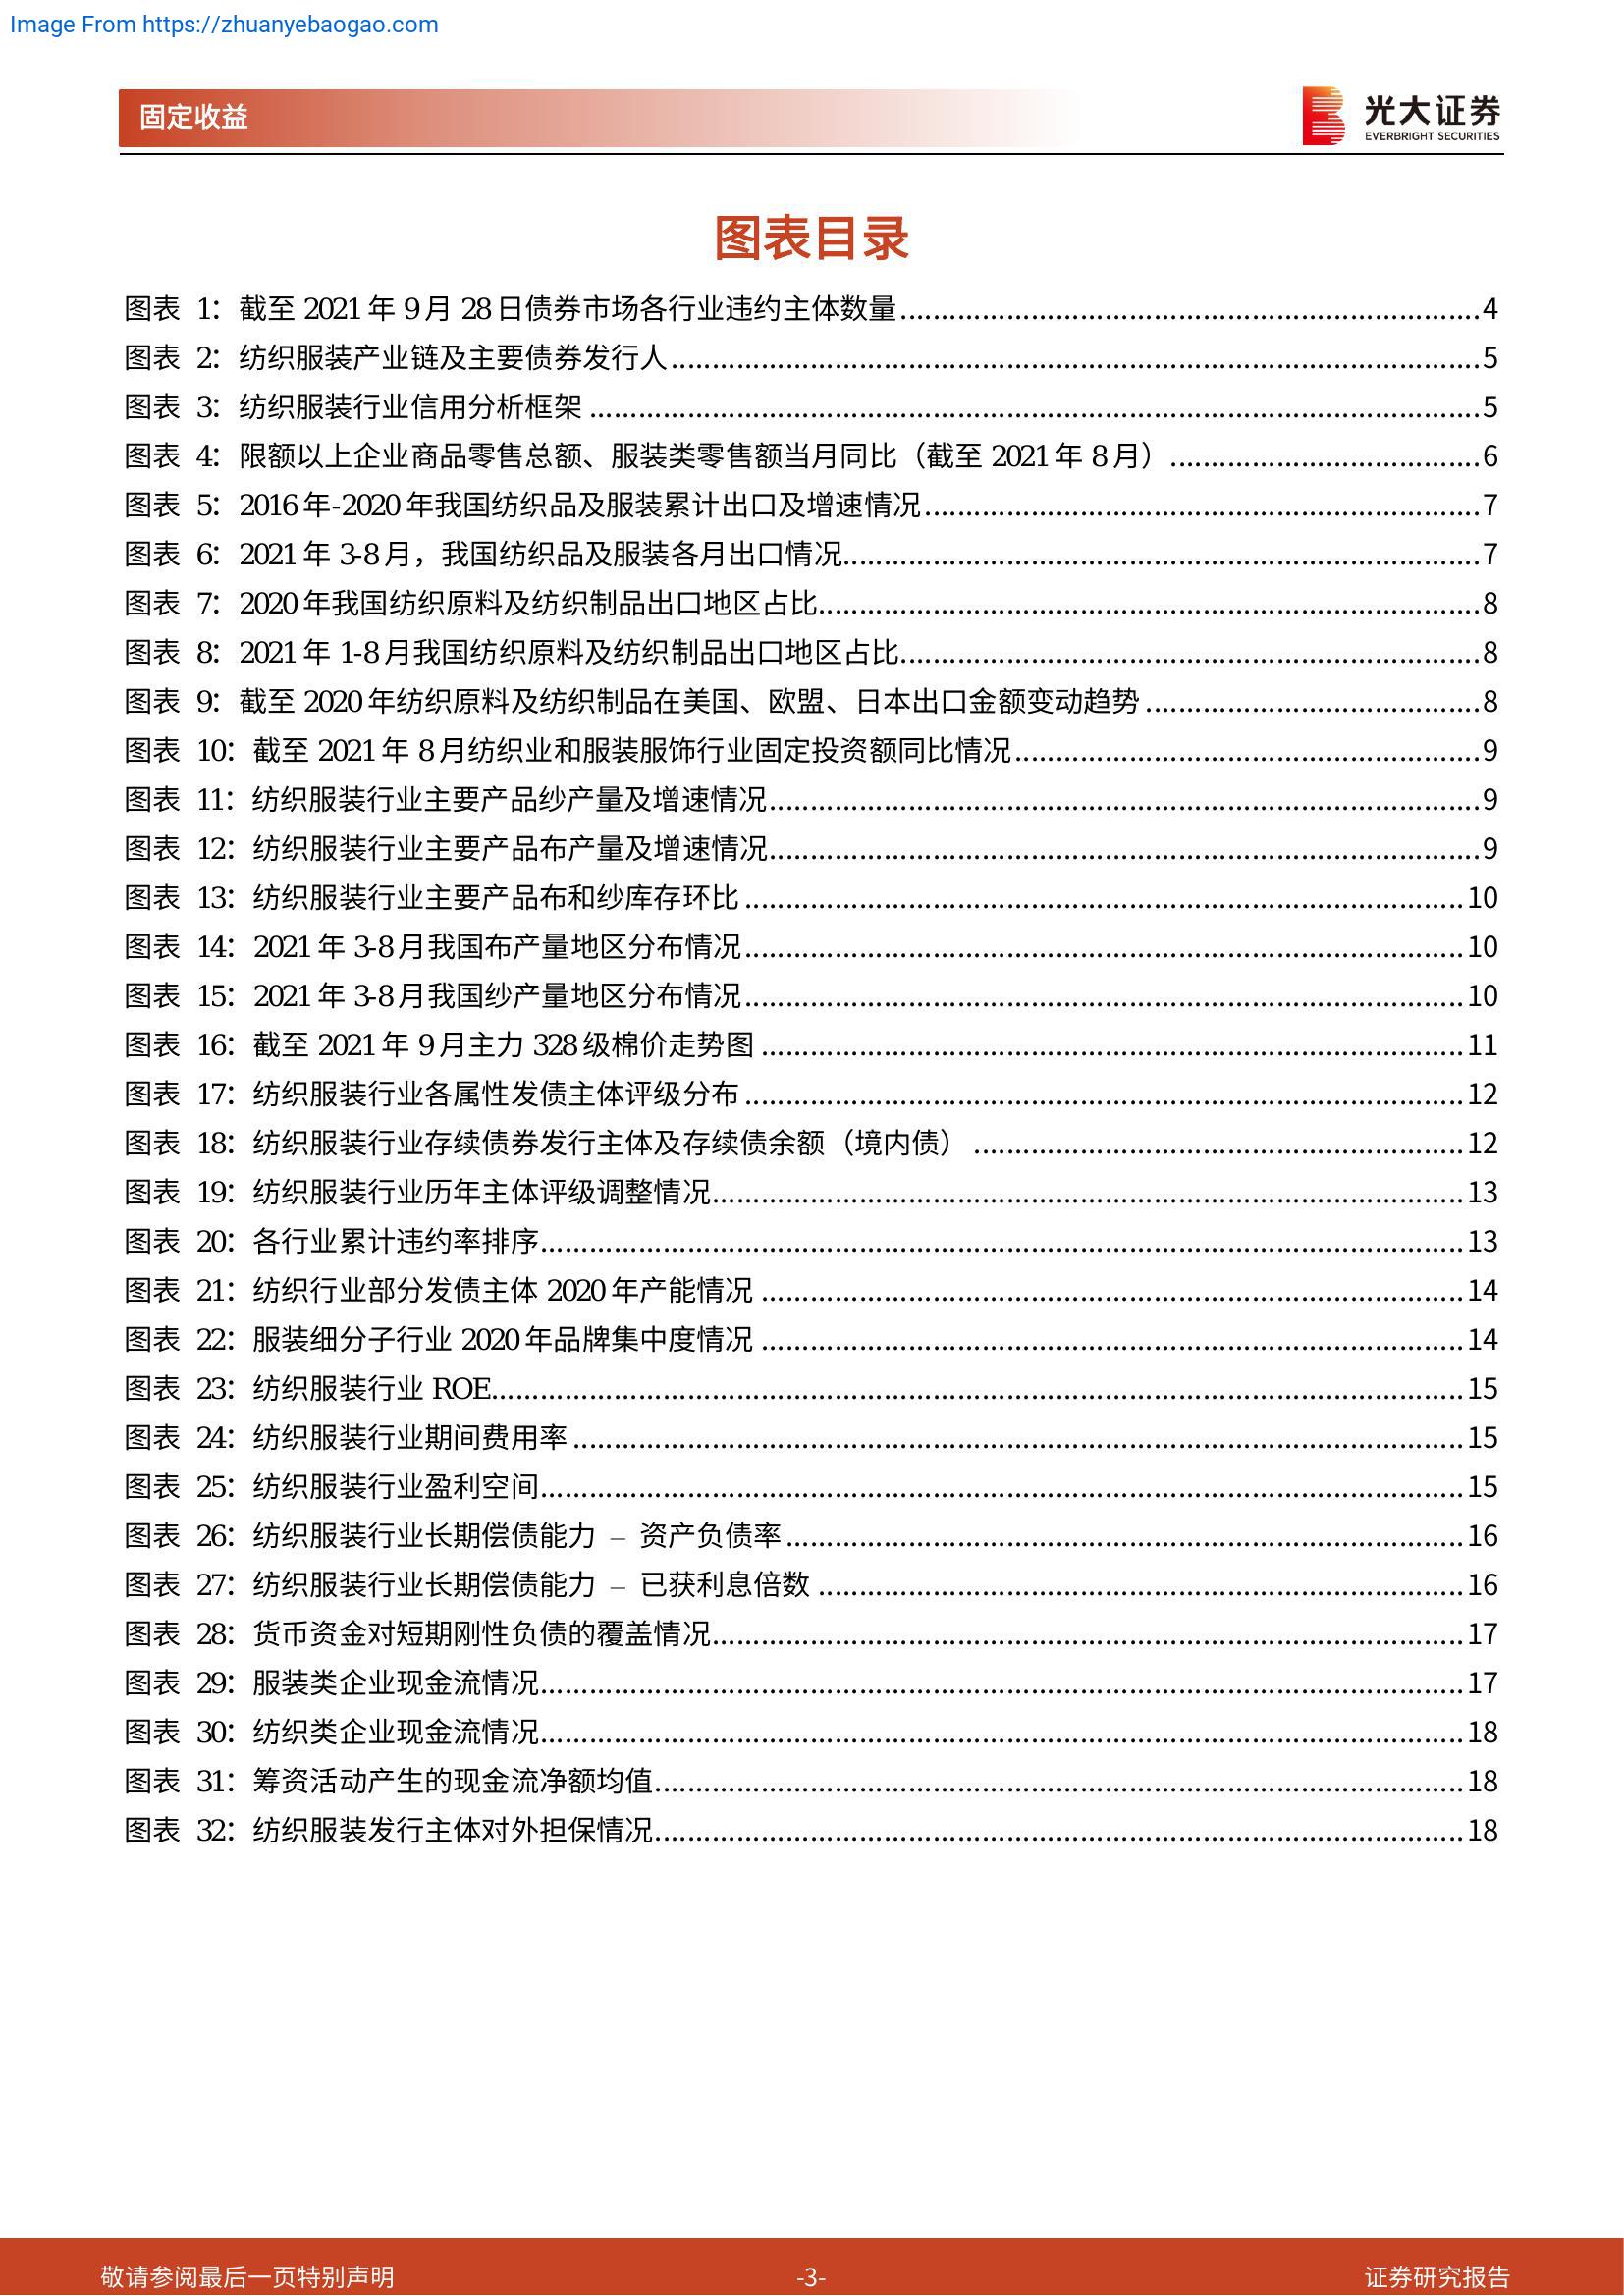 Image From https://zhuanyebaogao.com
固定收益
光大证券
EVERBRIGHT SECURITIES
图表目录
图表 1：截至 2021 年 9 月 28 日债券市场各行业违约主体数量 4
图表 2：纺织服装产业链及主要债券发行人 5
图表 3：纺织服装行业信用分析框架 5
图表 4：限额以上企业商品零售总额、服装类零售额当月同比（截至 2021 年 8 月） 6
图表 5：2016 年-2020 年我国纺织品及服装累计出口及增速情况 7
图表 6：2021 年 3-8 月，我国纺织品及服装各月出口情况 7
图表 7：2020 年我国纺织原料及纺织制品出口地区占比 8
图表 8：2021 年 1-8 月我国纺织原料及纺织制品出口地区占比 8
图表 9：截至 2020 年纺织原料及纺织制品在美国、欧盟、日本出口金额变动趋势 8
图表 10：截至 2021 年 8 月纺织业和服装服饰行业固定投资额同比情况 9
图表 11：纺织服装行业主要产品纱产量及增速情况 9
图表 12：纺织服装行业主要产品布产量及增速情况 9
图表 13：纺织服装行业主要产品布和纱库存环比 10
图表 14：2021 年 3-8 月我国布产量地区分布情况 10
图表 15：2021 年 3-8 月我国纱产量地区分布情况 10
图表 16：截至 2021 年 9 月主力 328 级棉价走势图 11
图表 17：纺织服装行业各属性发债主体评级分布 12
图表 18：纺织服装行业存续债券发行主体及存续债余额（境内债） 12
图表 19：纺织服装行业历年主体评级调整情况 13
图表 20：各行业累计违约率排序 13
图表 21：纺织行业部分发债主体 2020 年产能情况 14
图表 22：服装细分子行业 2020 年品牌集中度情况 14
图表 23：纺织服装行业 ROE 15
图表 24：纺织服装行业期间费用率 15
图表 25：纺织服装行业盈利空间 15
图表 26：纺织服装行业长期偿债能力 – 资产负债率 16
图表 27：纺织服装行业长期偿债能力 – 已获利息倍数 16
图表 28：货币资金对短期刚性负债的覆盖情况 17
图表 29：服装类企业现金流情况 17
图表 30：纺织类企业现金流情况 18
图表 31：筹资活动产生的现金流净额均值 18
图表 32：纺织服装发行主体对外担保情况 18
敬请参阅最后一页特别声明 -3- 证券研究报告